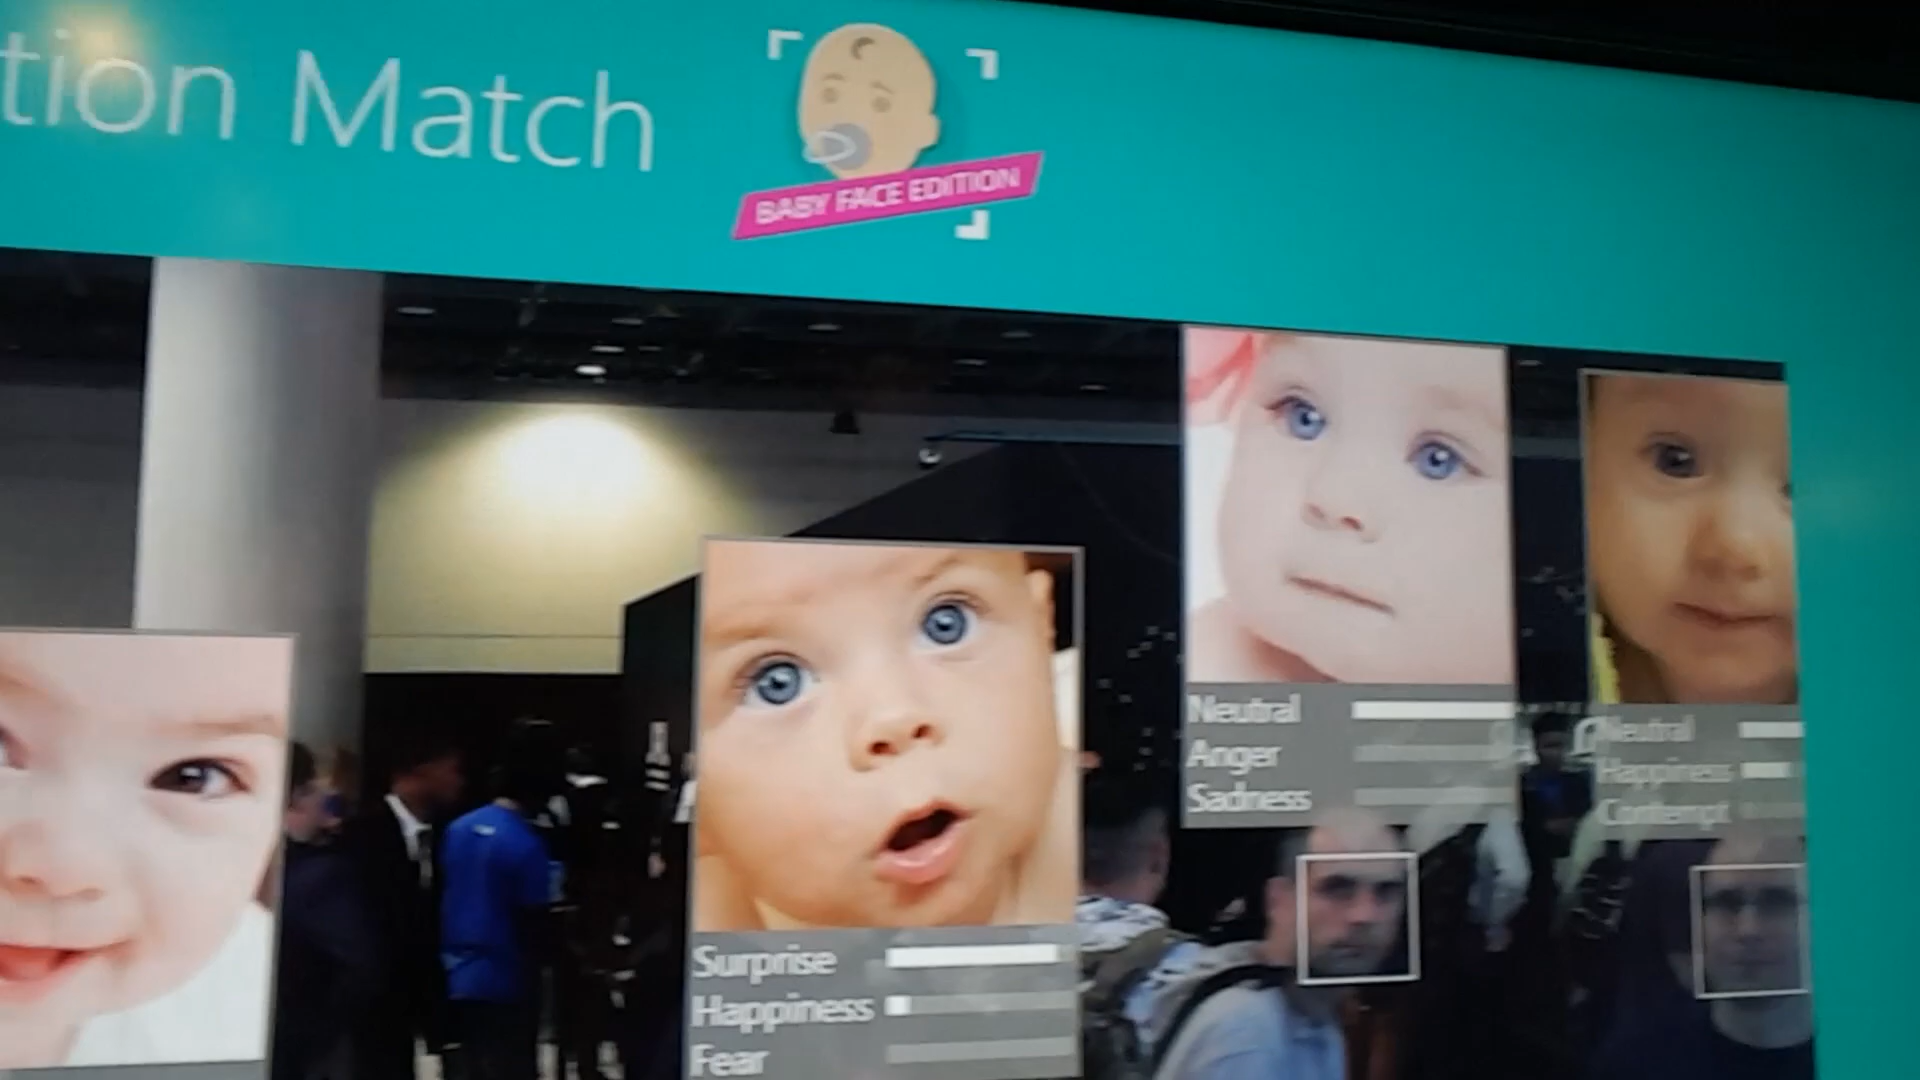 tion Match
BABY FACE EDITION
Neutral
Anger
Sadness
Neutral
Happiness
Contempt
Surprise
Happiness
Fear